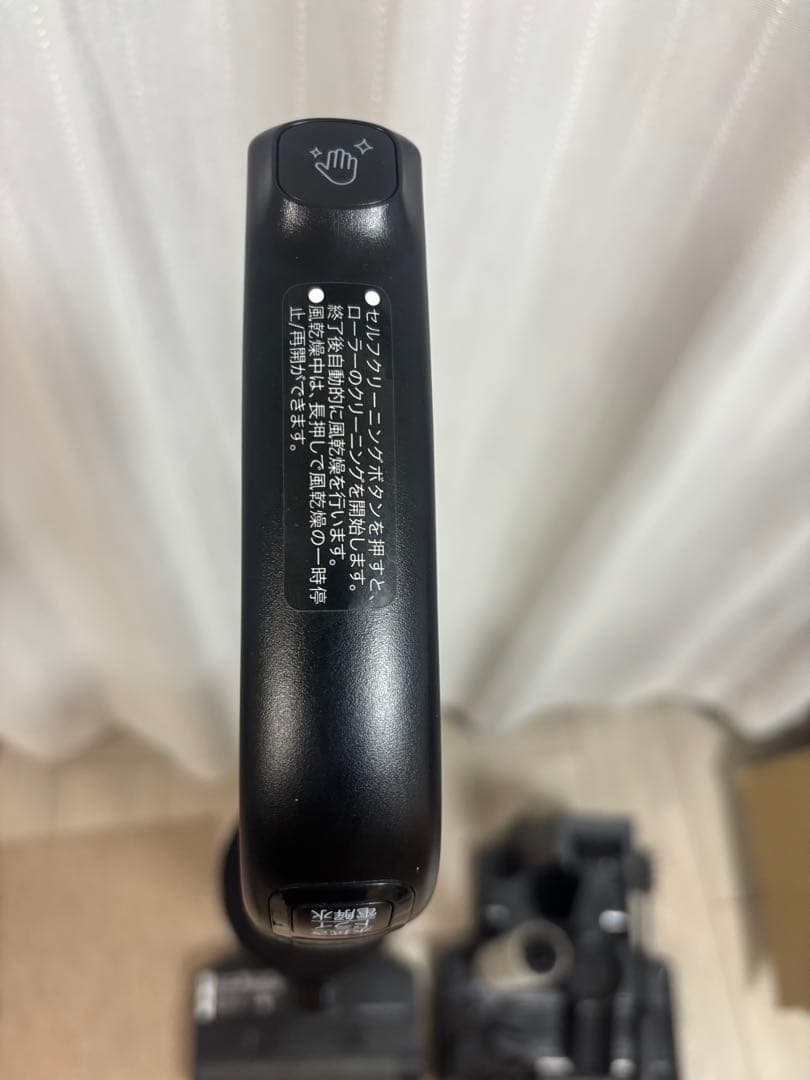 ●セルフクリーニングボタンを押すと、
ローラーのクリーニングを開始します。
終了後自動的に風乾燥を行います。
●風乾燥中は、長押しで風乾燥の一時停
止/再開ができます。
電解水